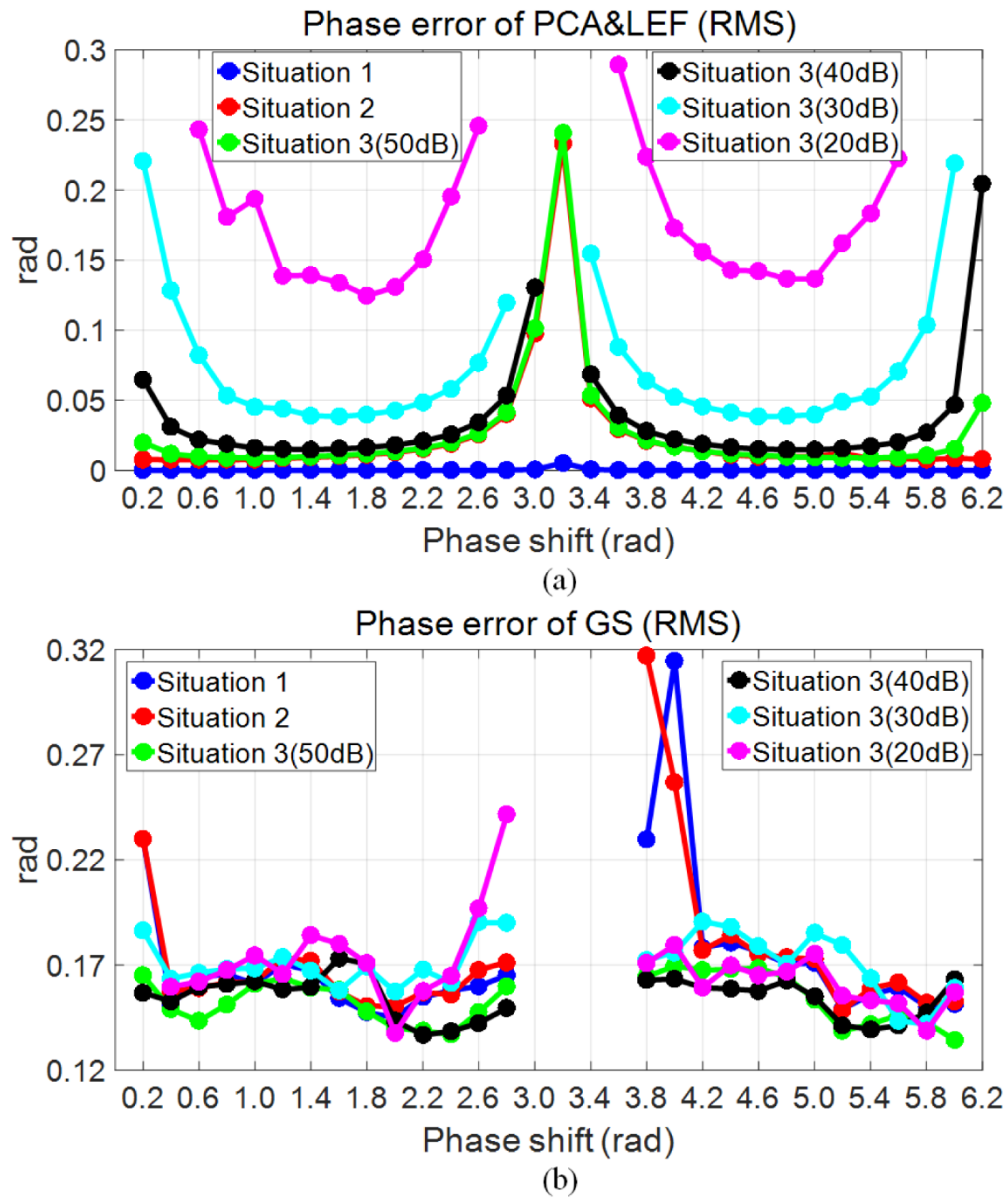 Phase error of PCA&LEF (RMS)
0.3
0.25
0.2
0.15
0.1
0.05
0
rad
Situation 1
Situation 2
Situation 3(50dB)
Situation 3(40dB)
Situation 3(30dB)
Situation 3(20dB)
0.2 0.6 1.0 1.4 1.8 2.2 2.6 3.0 3.4 3.8 4.2 4.6 5.0 5.4 5.8 6.2
Phase shift (rad)
(a)
Phase error of GS (RMS)
0.32
0.27
0.22
0.17
0.12
rad
Situation 1
Situation 2
Situation 3(50dB)
Situation 3(40dB)
Situation 3(30dB)
Situation 3(20dB)
0.2 0.6 1.0 1.4 1.8 2.2 2.6 3.0 3.4 3.8 4.2 4.6 5.0 5.4 5.8 6.2
Phase shift (rad)
(b)